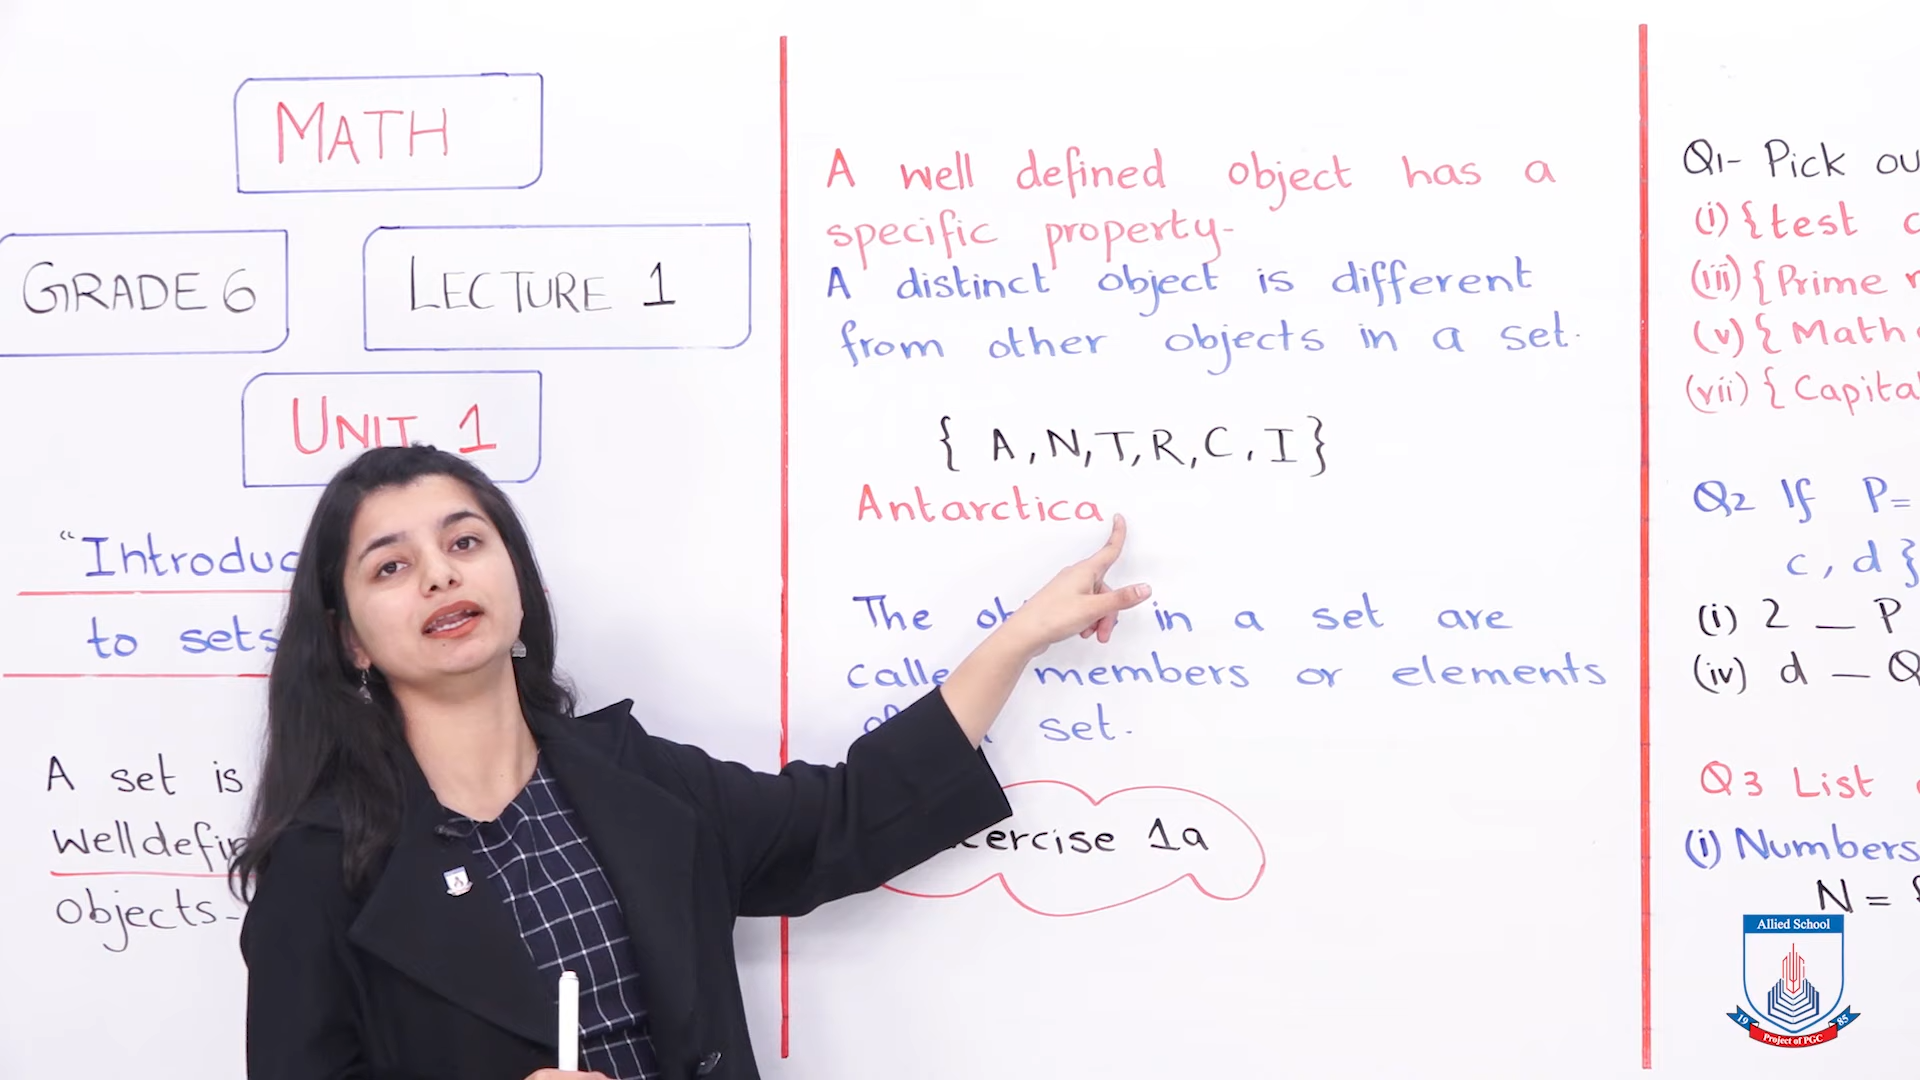 MATH
GRADE 6
LECTURE 1
UNIT 1
"Introduc
to sets
A set is
welldefin
objects-
A well defined object has a
specific property-
A distinct object is different
from other objects in a set.
{ A, N, T, R, C, I }
Antarctica
The in a set are
calle members or elements
set.
ercise 1a
Q1- Pick ou
(i) {test c
(iii) {Prime
(v) { Math
(vii) { Capita
Q2 If P=
c, d }
(i) 2 _ P
(iv) d _ Q
Q3 List
(i) Numbers
N = {
Allied School
19 85
Project of PGC